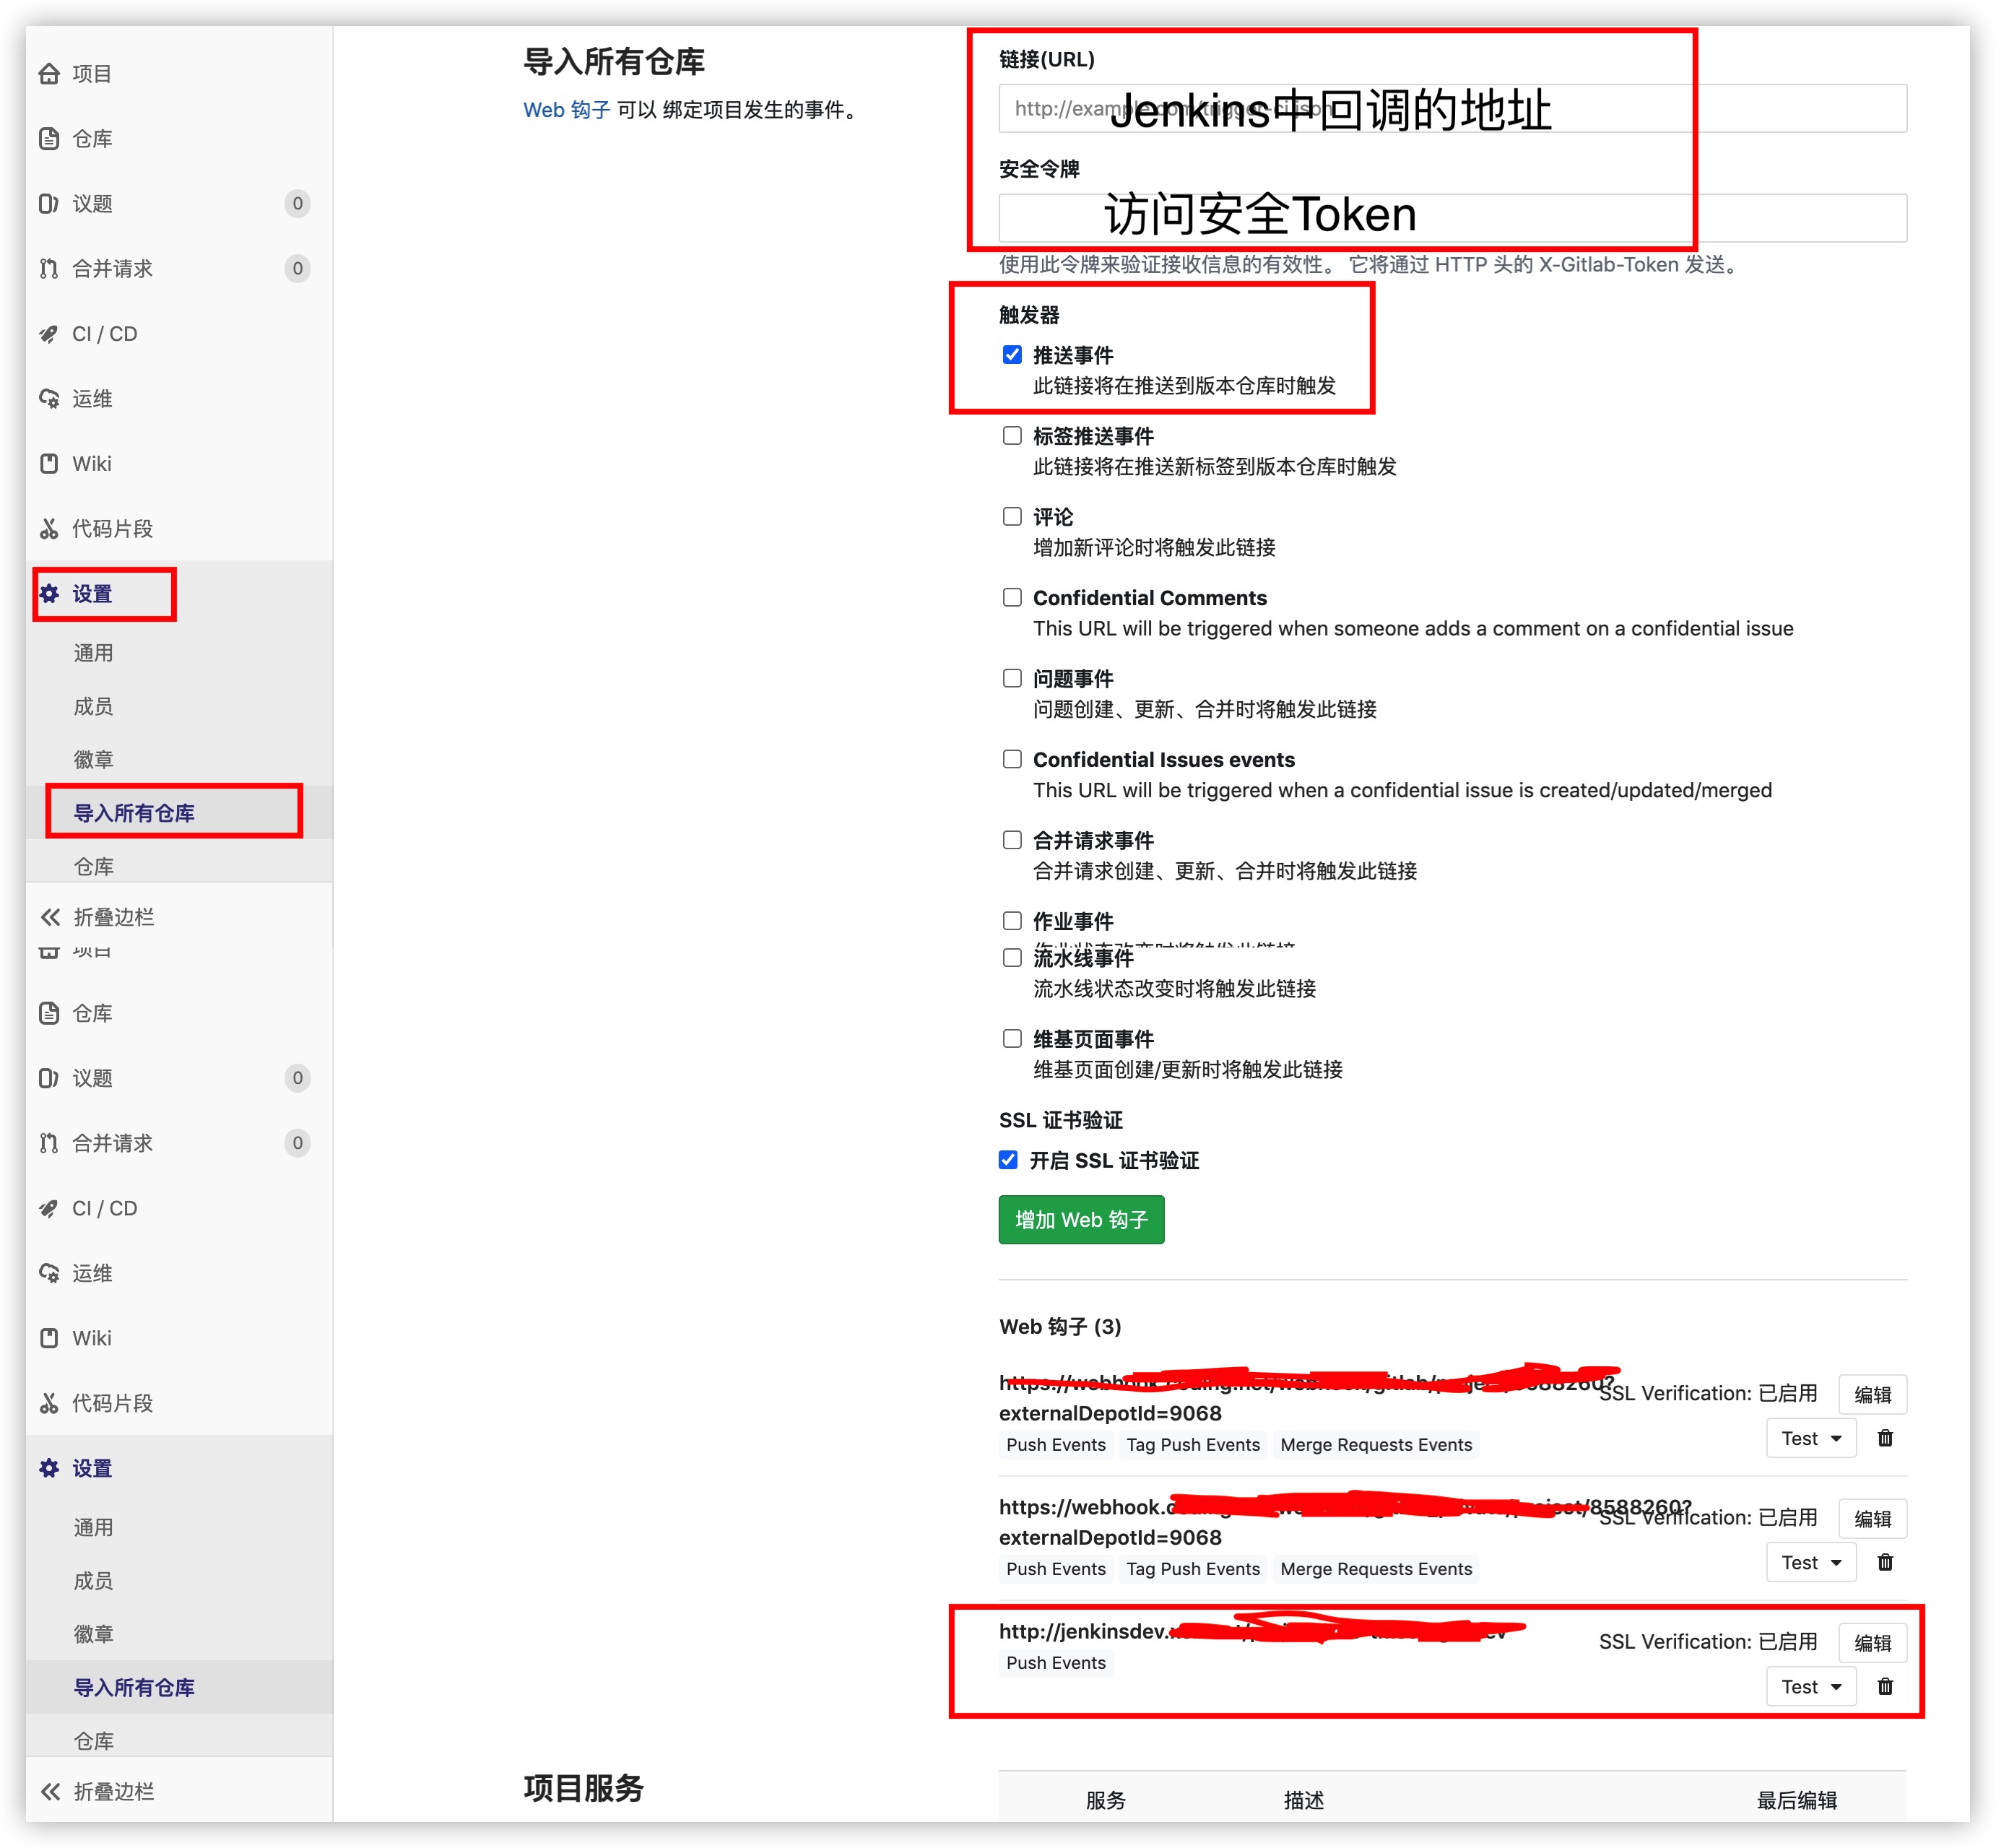 项目
仓库
议题 0
合并请求 0
CI / CD
运维
Wiki
代码片段
设置
通用
成员
徽章
导入所有仓库
仓库
折叠边栏
项目
仓库
议题 0
合并请求 0
CI / CD
运维
Wiki
代码片段
设置
通用
成员
徽章
导入所有仓库
仓库
折叠边栏
导入所有仓库
Web 钩子 可以 绑定项目发生的事件。
链接(URL)
Jenkins中回调的地址
安全令牌
访问安全Token
使用此令牌来验证接收信息的有效性。 它将通过 HTTP 头的 X-Gitlab-Token 发送。
触发器
推送事件
此链接将在推送到版本仓库时触发
标签推送事件
此链接将在推送新标签到版本仓库时触发
评论
增加新评论时将触发此链接
Confidential Comments
This URL will be triggered when someone adds a comment on a confidential issue
问题事件
问题创建、更新、合并时将触发此链接
Confidential Issues events
This URL will be triggered when a confidential issue is created/updated/merged
合并请求事件
合并请求创建、更新、合并时将触发此链接
作业事件
流水线事件
流水线状态改变时将触发此链接
维基页面事件
维基页面创建/更新时将触发此链接
SSL 证书验证
开启 SSL 证书验证
增加 Web 钩子
Web 钩子 (3)
SSL Verification: 已启用 编辑
externalDepotId=9068
Push Events Tag Push Events Merge Requests Events
Test
https://webhook. 8588260?
SSL Verification: 已启用 编辑
externalDepotId=9068
Push Events Tag Push Events Merge Requests Events
Test
http://jenkinsdev.
SSL Verification: 已启用 编辑
Push Events
Test
项目服务
服务 描述 最后编辑